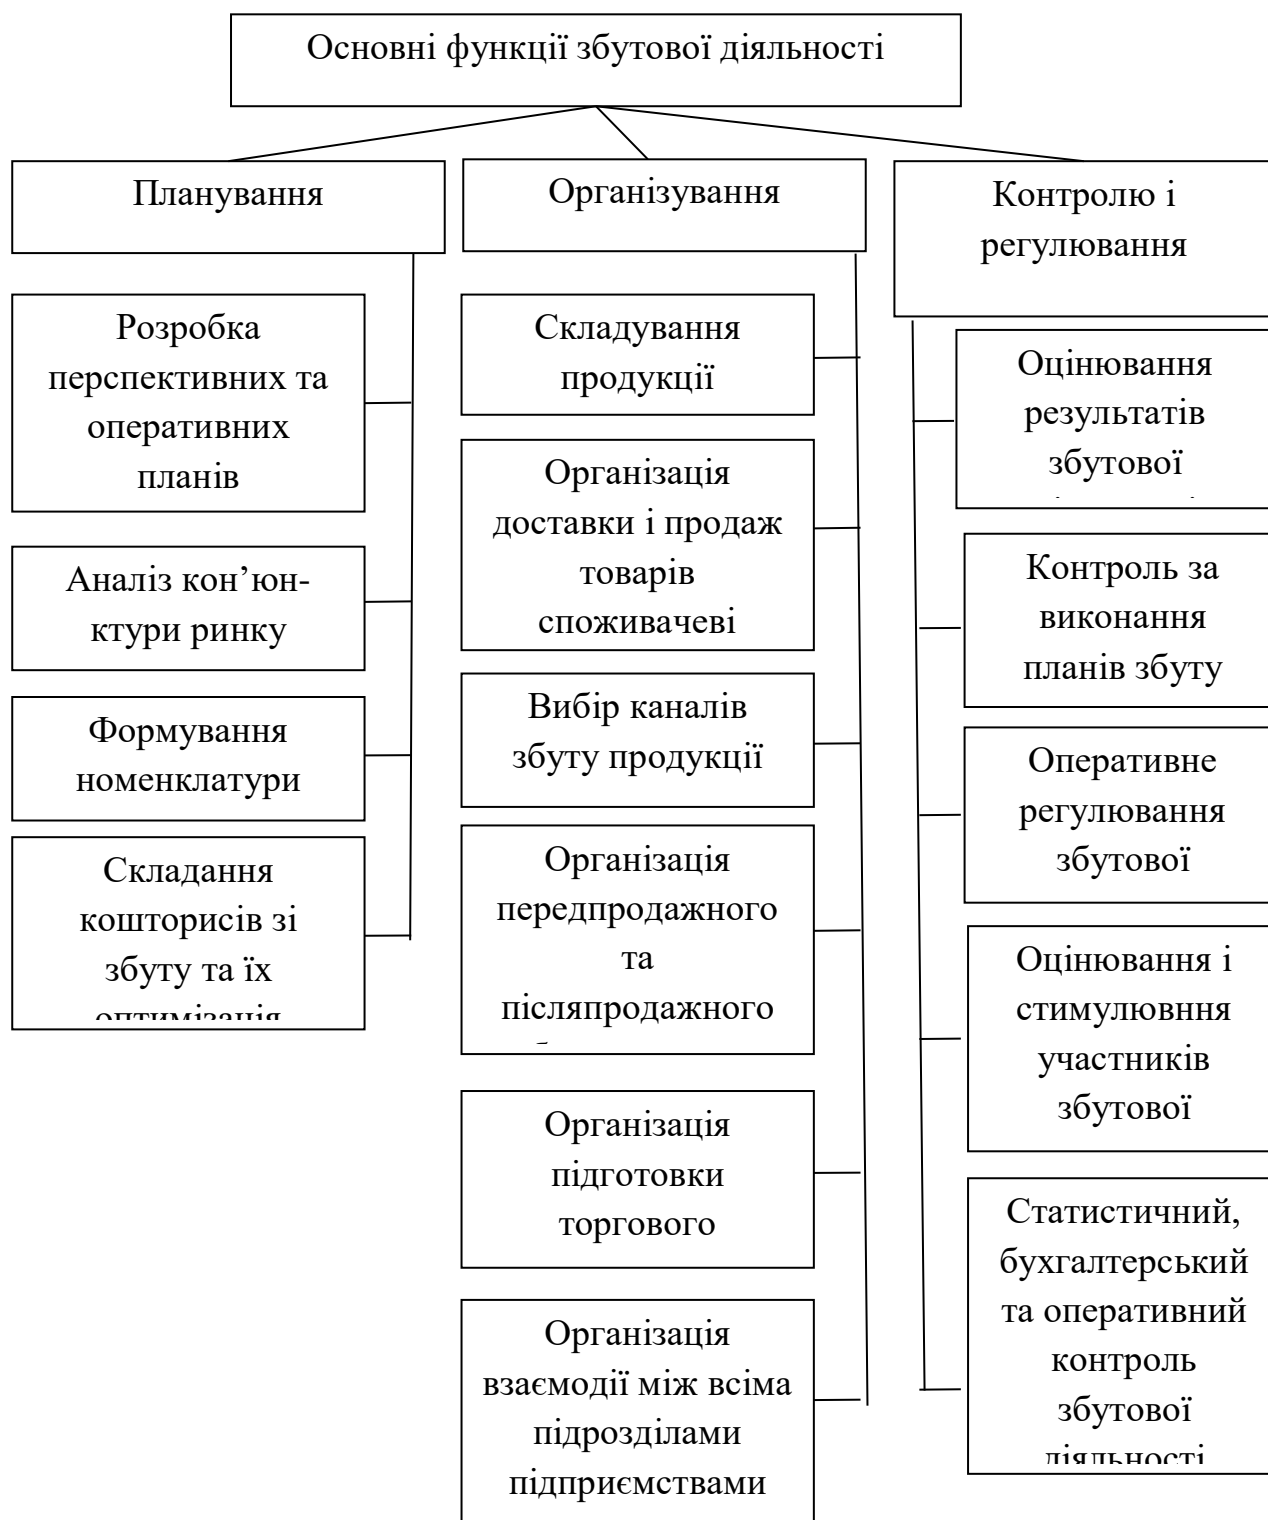 Основні функції збутової діяльності
Планування
Організування
Контролю і
регулювання
Розробка
перспективних та
оперативних
планів
Аналіз кон’юн-
ктури ринку
Формування
номенклатури
Складання
кошторисів зі
збуту та їх
оптимізація
Складування
продукції
Організація
доставки і продаж
товарів
споживачеві
Вибір каналів
збуту продукції
Організація
передпродажного
та
післяпродажного
Організація
підготовки
торгового
Організація
взаємодії між всіма
підрозділами
підприємствами
Оцінювання
результатів
збутової
Контроль за
виконання
планів збуту
Оперативне
регулювання
збутової
Оцінювання і
стимулювння
участників
збутової
Статистичний,
бухгалтерський
та оперативний
контроль
збутової
діяльності